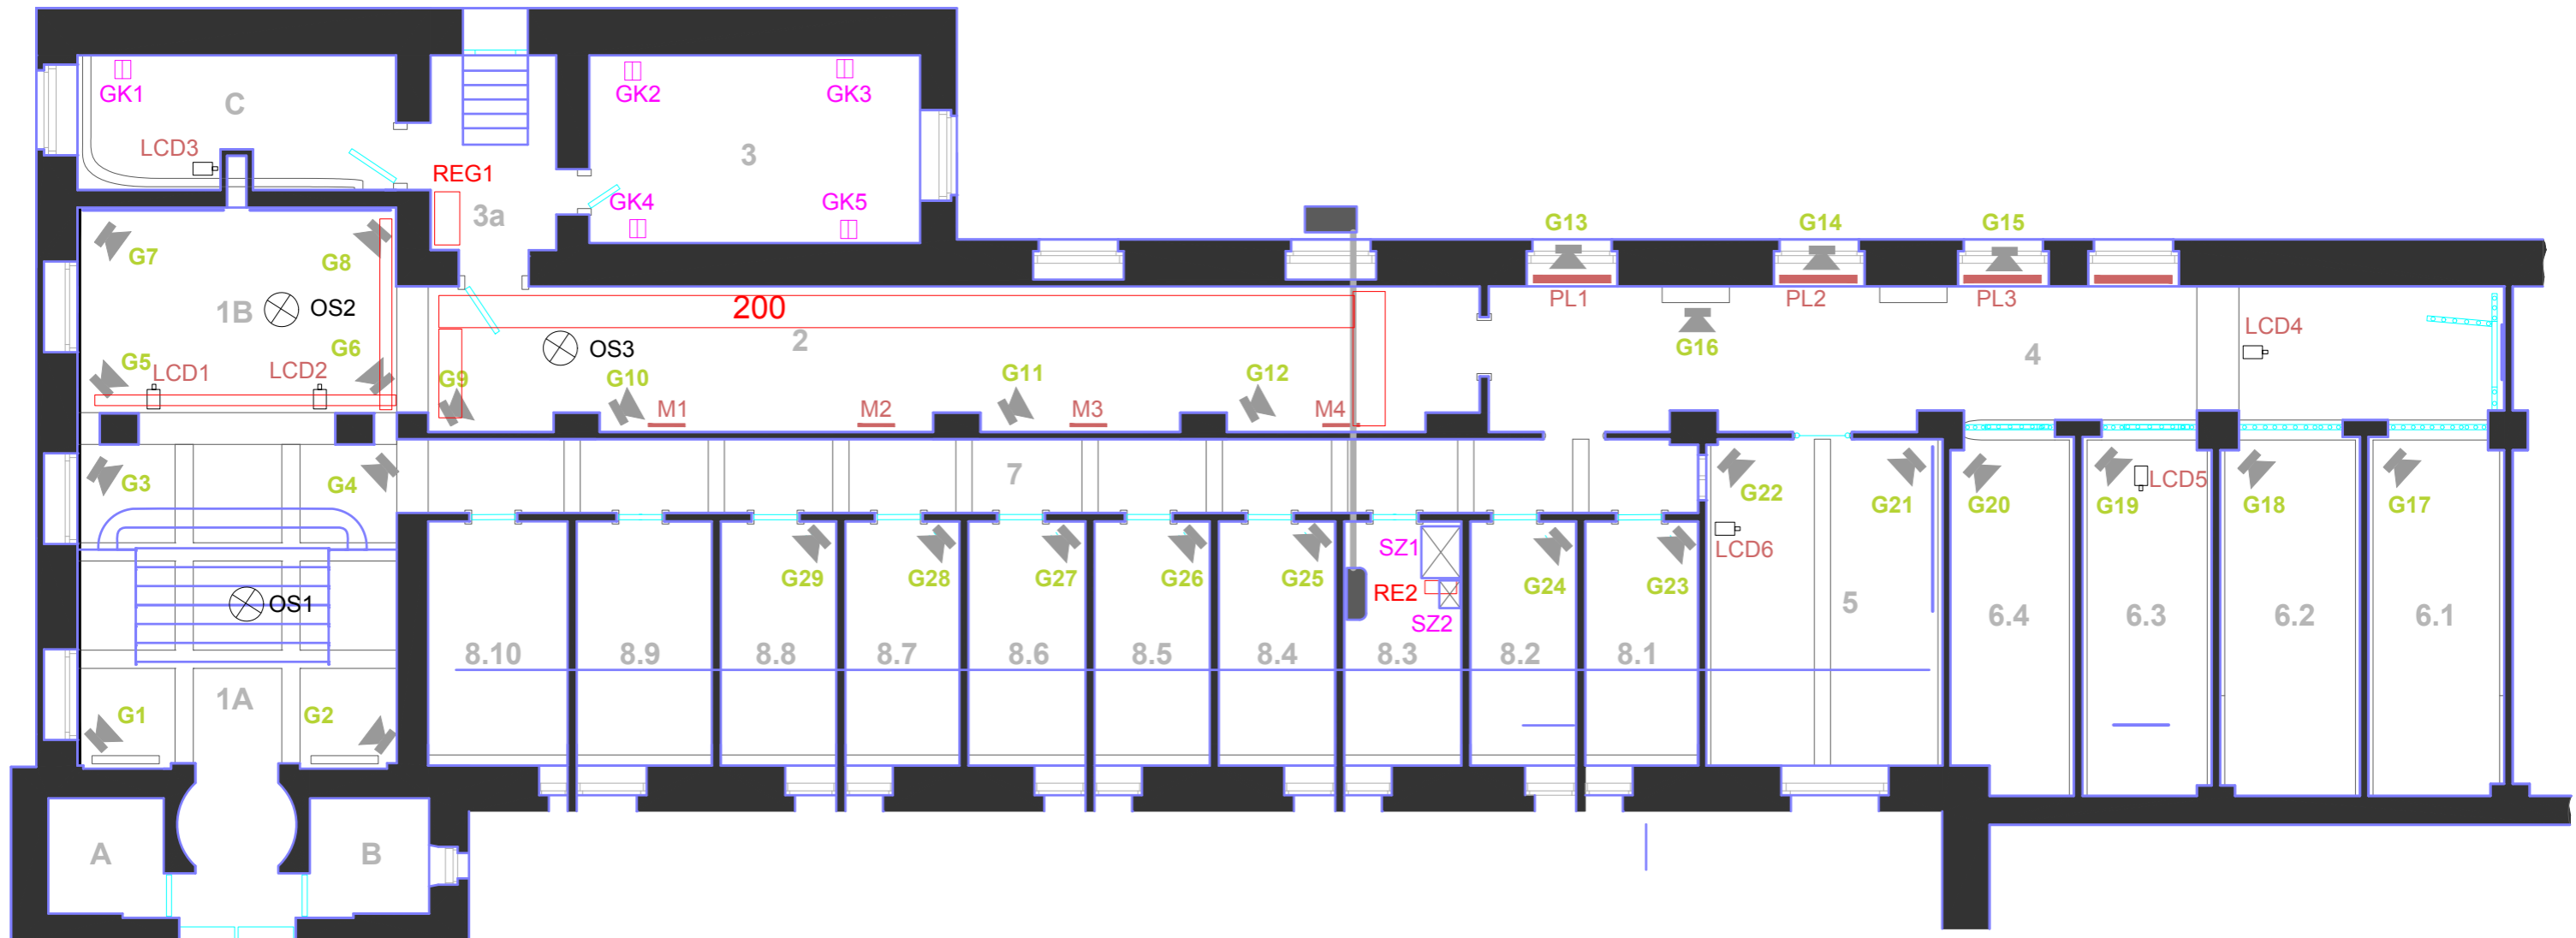 GK1
GK2
GK3
C
LCD3
3
REG1
GK4
GK5
3a
G13
G14
G15
G7
G8
1B
OS2
200
2
OS3
PL1
PL2
PL3
G16
LCD4
4
G5
LCD1
LCD2
G6
G9
G10
G11
G12
M1
M2
M3
M4
G3
G4
7
G22
G21
G20
G19
LCD5
G18
G17
LCD6
SZ1
RE2
SZ2
G29
G28
G27
G26
G25
G24
G23
OS1
5
6.4
6.3
6.2
6.1
8.10
8.9
8.8
8.7
8.6
8.5
8.4
8.3
8.2
8.1
1A
G1
G2
A
B